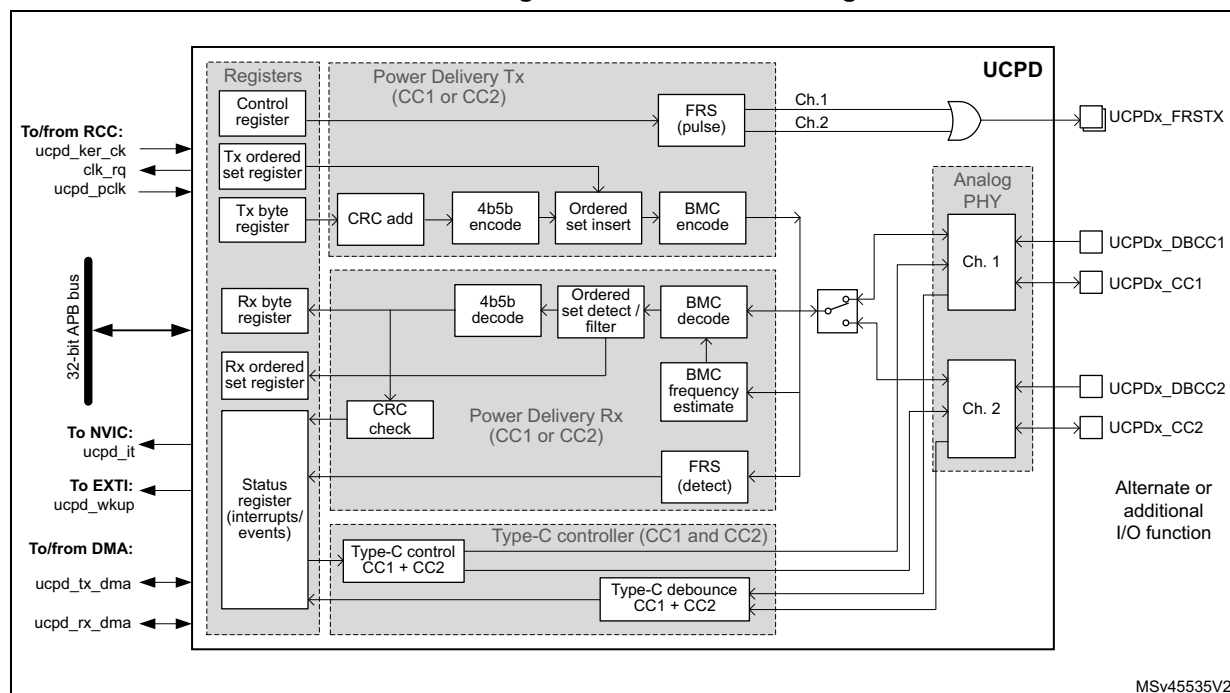 Registers
Power Delivery Tx
(CC1 or CC2)
UCPD
Control
register
FRS
(pulse)
Ch.1
Ch.2
UCPDx_FRSTX
To/from RCC:
ucpd_ker_ck
clk_rq
ucpd_pclk
Tx ordered
set register
Tx byte
register
CRC add
4b5b
encode
Ordered
set insert
BMC
encode
Analog
PHY
Ch. 1
UCPDx_DBCC1
UCPDx_CC1
32-bit APB bus
Rx byte
register
4b5b
decode
Ordered
set detect /
filter
BMC
decode
Rx ordered
set register
BMC
frequency
estimate
CRC
check
Power Delivery Rx
(CC1 or CC2)
Ch. 2
UCPDx_DBCC2
UCPDx_CC2
To NVIC:
ucpd_it
To EXTI:
ucpd_wkup
Status
register
(interrupts/
events)
FRS
(detect)
Alternate or
additional
I/O function
To/from DMA:
ucpd_tx_dma
ucpd_rx_dma
Type-C controller (CC1 and CC2)
Type-C control
CC1 + CC2
Type-C debounce
CC1 + CC2
MSv45535V2